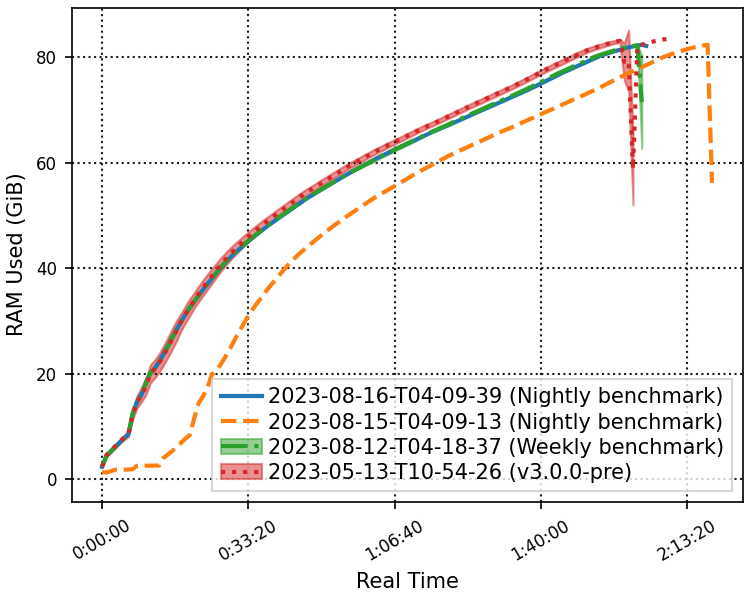 80
60
40
20
0
RAM Used (GiB)
2023-08-16-T04-09-39 (Nightly benchmark)
2023-08-15-T04-09-13 (Nightly benchmark)
2023-08-12-T04-18-37 (Weekly benchmark)
2023-05-13-T10-54-26 (v3.0.0-pre)
0:00:00
0:33:20
1:06:40
1:40:00
2:13:20
Real Time